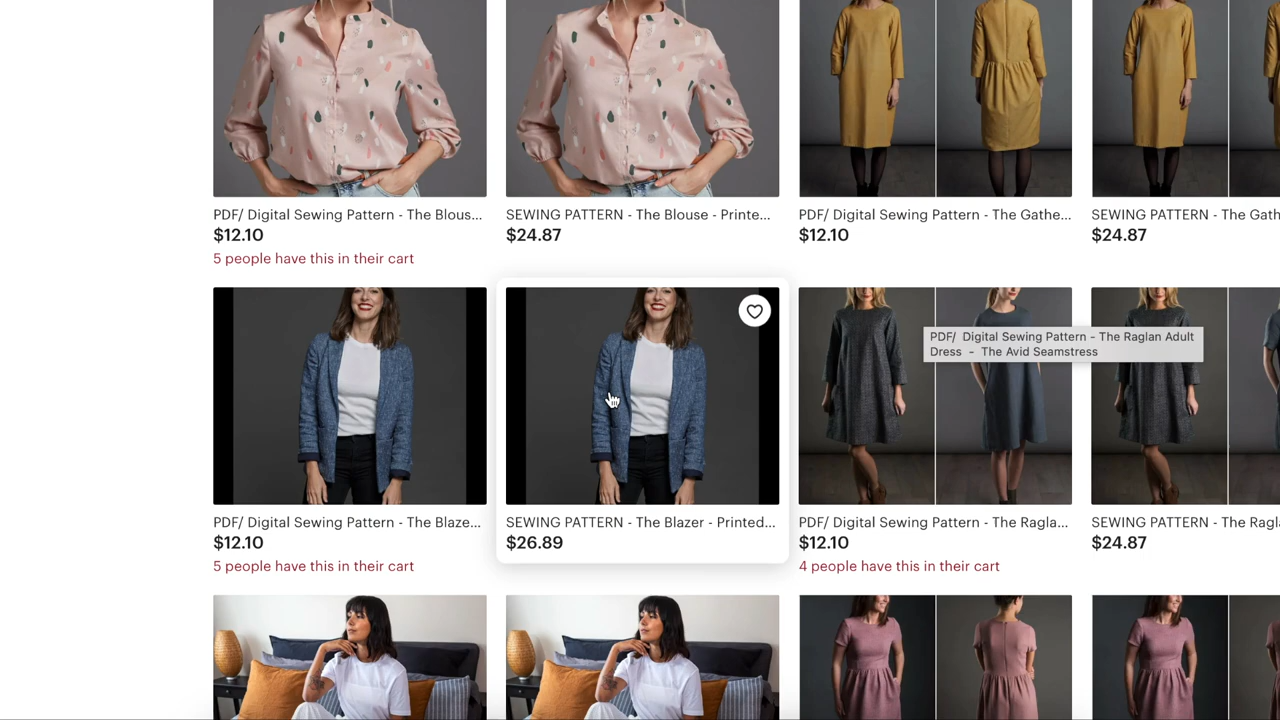 PDF/ Digital Sewing Pattern - The Blous...
$12.10
5 people have this in their cart
SEWING PATTERN - The Blouse - Printe...
$24.87
PDF/ Digital Sewing Pattern - The Gathe...
$12.10
SEWING PATTERN - The Gath
$24.87
PDF/ Digital Sewing Pattern - The Raglan Adult
Dress - The Avid Seamstress
PDF/ Digital Sewing Pattern - The Blaze...
$12.10
5 people have this in their cart
SEWING PATTERN - The Blazer - Printed...
$26.89
PDF/ Digital Sewing Pattern - The Ragla...
$12.10
4 people have this in their cart
SEWING PATTERN - The Ragl
$24.87